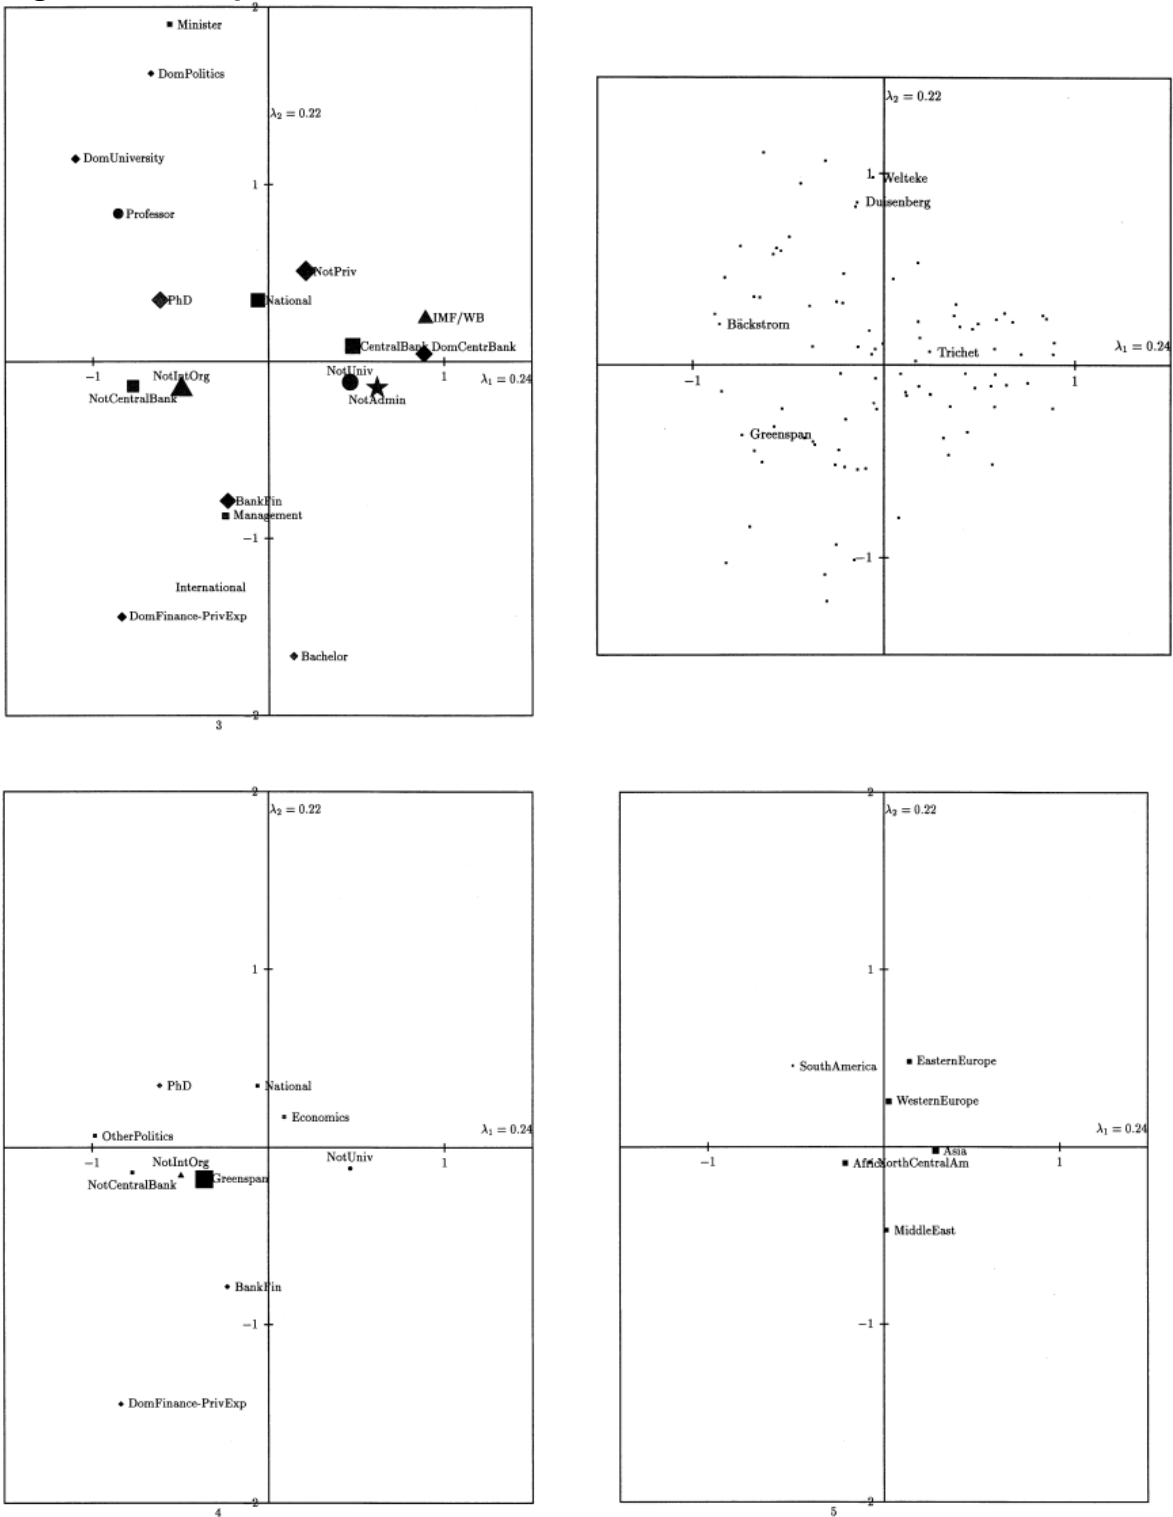 2
Minister
DomPolitics
λ₂ = 0.22
DomUniversity
1
Professor
NotPriv
PhD
National
IMF/WB
CentralBank
DomCentrBank
−1
NotIntOrg
NotUniv
1
λ₁ = 0.24
NotCentralBank
NotAdmin
BankFin
Management
−1
International
DomFinance-PrivExp
Bachelor
−2
3
λ₂ = 0.22
1
Welteke
Duisenberg
Bäckstrom
Trichet
λ₁ = 0.24
−1
1
Greenspan
−1
2
λ₂ = 0.22
1
PhD
National
Economics
OtherPolitics
λ₁ = 0.24
−1
NotIntOrg
NotUniv
1
NotCentralBank
Greenspan
BankFin
−1
DomFinance-PrivExp
−2
4
2
λ₂ = 0.22
1
SouthAmerica
EasternEurope
WesternEurope
λ₁ = 0.24
−1
Asia
1
NorthCentralAm
MiddleEast
−1
−2
5